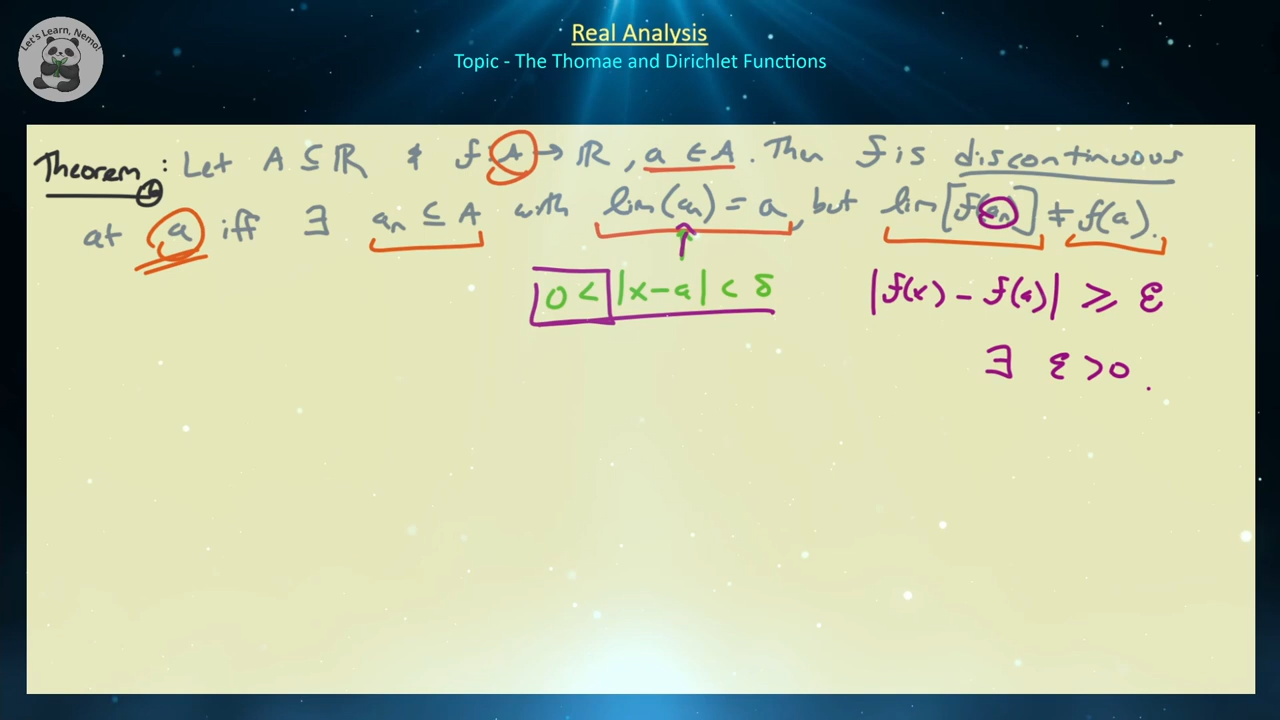 Let's Learn, Nemo!
Real Analysis
Topic - The Thomae and Dirichlet Functions
Theorem: Let A ⊆ ℝ & f: A → ℝ, a ∈ A. Then f is discontinuous
at a iff ∃ aₙ ⊆ A with lim(aₙ) = a, but lim[f(aₙ)] ≠ f(a).
0 < |x - a| < δ |f(x) - f(a)| ⩾ ε
∃ ε > 0.